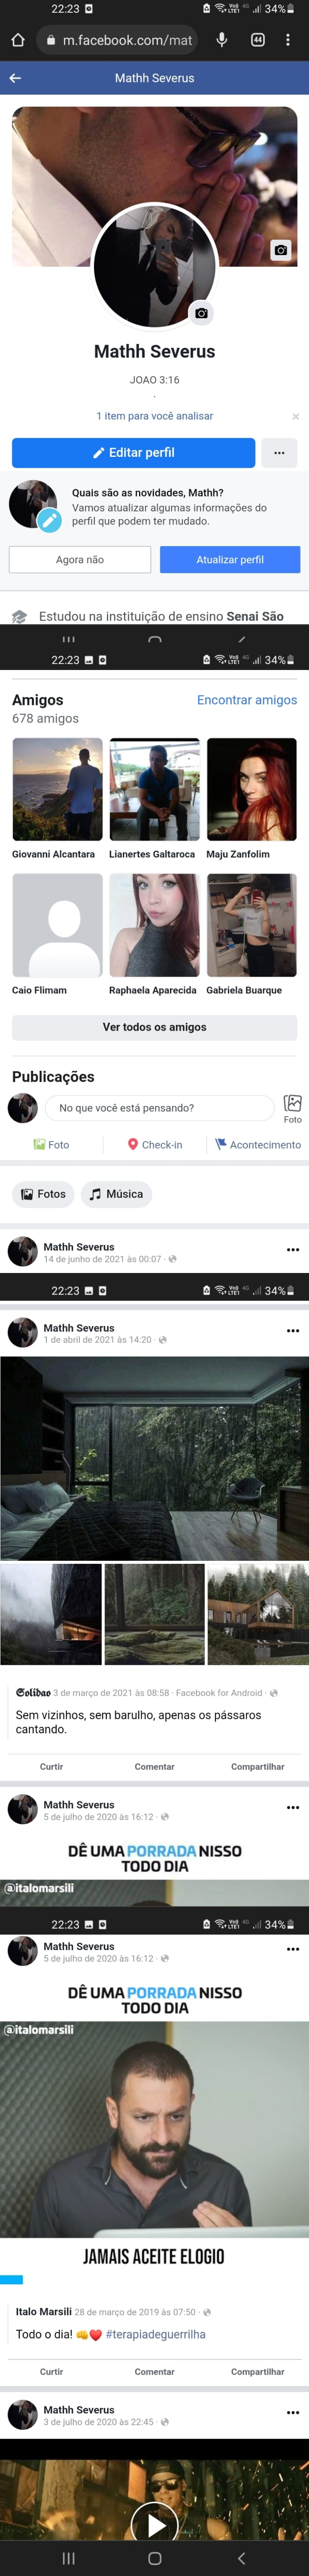 22:23
4G
34%
m.facebook.com/mat
44
Mathh Severus
Mathh Severus
JOAO 3:16
.
1 item para você analisar
Editar perfil
Quais são as novidades, Mathh?
Vamos atualizar algumas informações do
perfil que podem ter mudado.
Agora não
Atualizar perfil
Estudou na instituição de ensino Senai São
22:23
4G
34%
Amigos
Encontrar amigos
678 amigos
Giovanni Alcantara
Lianertes Galtaroca
Maju Zanfolim
Caio Flimam
Raphaela Aparecida
Gabriela Buarque
Ver todos os amigos
Publicações
No que você está pensando?
Foto
Foto
Check-in
Acontecimento
Fotos
Música
Mathh Severus
14 de junho de 2021 às 00:07 ·
22:23
4G
34%
Mathh Severus
1 de abril de 2021 às 14:20 ·
Solidao 3 de março de 2021 às 08:58 · Facebook for Android ·
Sem vizinhos, sem barulho, apenas os pássaros
cantando.
Curtir
Comentar
Compartilhar
Mathh Severus
5 de junho de 2020 às 16:12 ·
DÊ UMA PORRADA NISSO
TODO DIA
@italomarsili
22:23
4G
34%
Mathh Severus
5 de junho de 2020 às 16:12 ·
DÊ UMA PORRADA NISSO
TODO DIA
@italomarsili
JAMAIS ACEITE ELOGIO
Italo Marsili 28 de março de 2019 às 07:50 ·
Todo o dia! 👊❤️ #terapiadeguerrilha
Curtir
Comentar
Compartilhar
Mathh Severus
3 de julho de 2020 às 22:45 ·